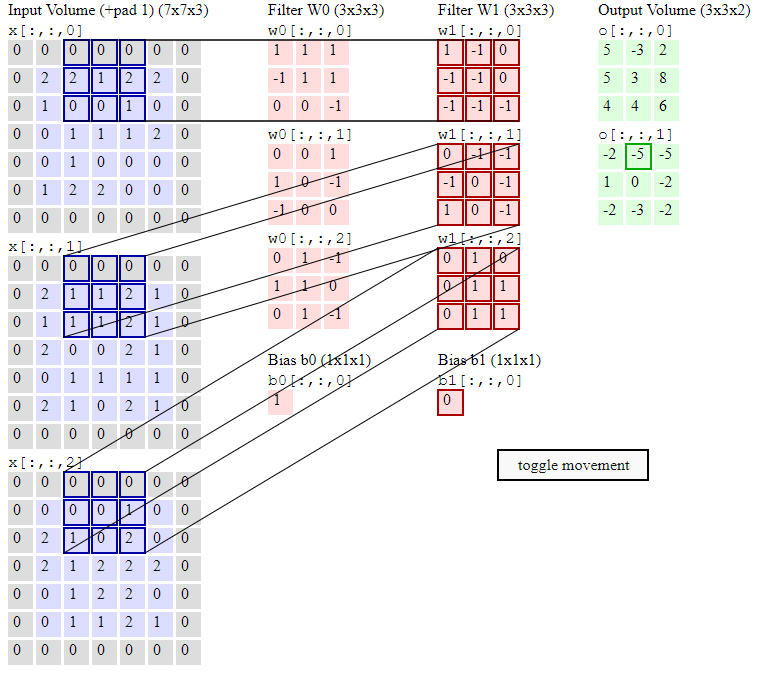 Input Volume (+pad 1) (7x7x3)
x[:,:,0]
0 0 0 0 0 0 0
0 2 2 1 2 2 0
0 1 0 0 1 0 0
0 0 1 1 1 2 0
0 0 1 0 0 0 0
0 1 2 2 0 0 0
0 0 0 0 0 0 0
x[:,:,1]
0 0 0 0 0 0 0
0 2 1 1 2 1 0
0 1 1 1 2 1 0
0 2 0 0 2 1 0
0 0 1 1 1 1 0
0 2 1 0 2 1 0
0 0 0 0 0 0 0
x[:,:,2]
0 0 0 0 0 0 0
0 0 0 0 1 0 0
0 2 1 0 2 0 0
0 2 1 2 2 2 0
0 0 1 2 2 0 0
0 1 1 2 1 0 0
0 0 0 0 0 0 0
Filter W0 (3x3x3)
w0[:,:,0]
1 1 1
-1 1 1
0 0 -1
w0[:,:,1]
0 0 1
1 0 -1
-1 0 0
w0[:,:,2]
0 1 -1
1 1 0
0 1 -1
Bias b0 (1x1x1)
b0[:,:,0]
1
Filter W1 (3x3x3)
w1[:,:,0]
1 -1 0
-1 -1 0
-1 -1 -1
w1[:,:,1]
0 -1 -1
-1 0 -1
1 0 -1
w1[:,:,2]
0 1 0
0 1 1
0 1 1
Bias b1 (1x1x1)
b1[:,:,0]
0
Output Volume (3x3x2)
o[:,:,0]
5 -3 2
5 3 8
4 4 6
o[:,:,1]
-2 -5 -5
1 0 -2
-2 -3 -2
toggle movement